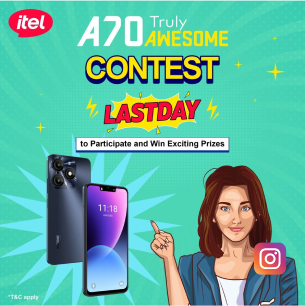 itel
A70 Truly AWESOME
CONTEST
LASTDAY
to Participate and Win Exciting Prizes
11:18
*T&C apply